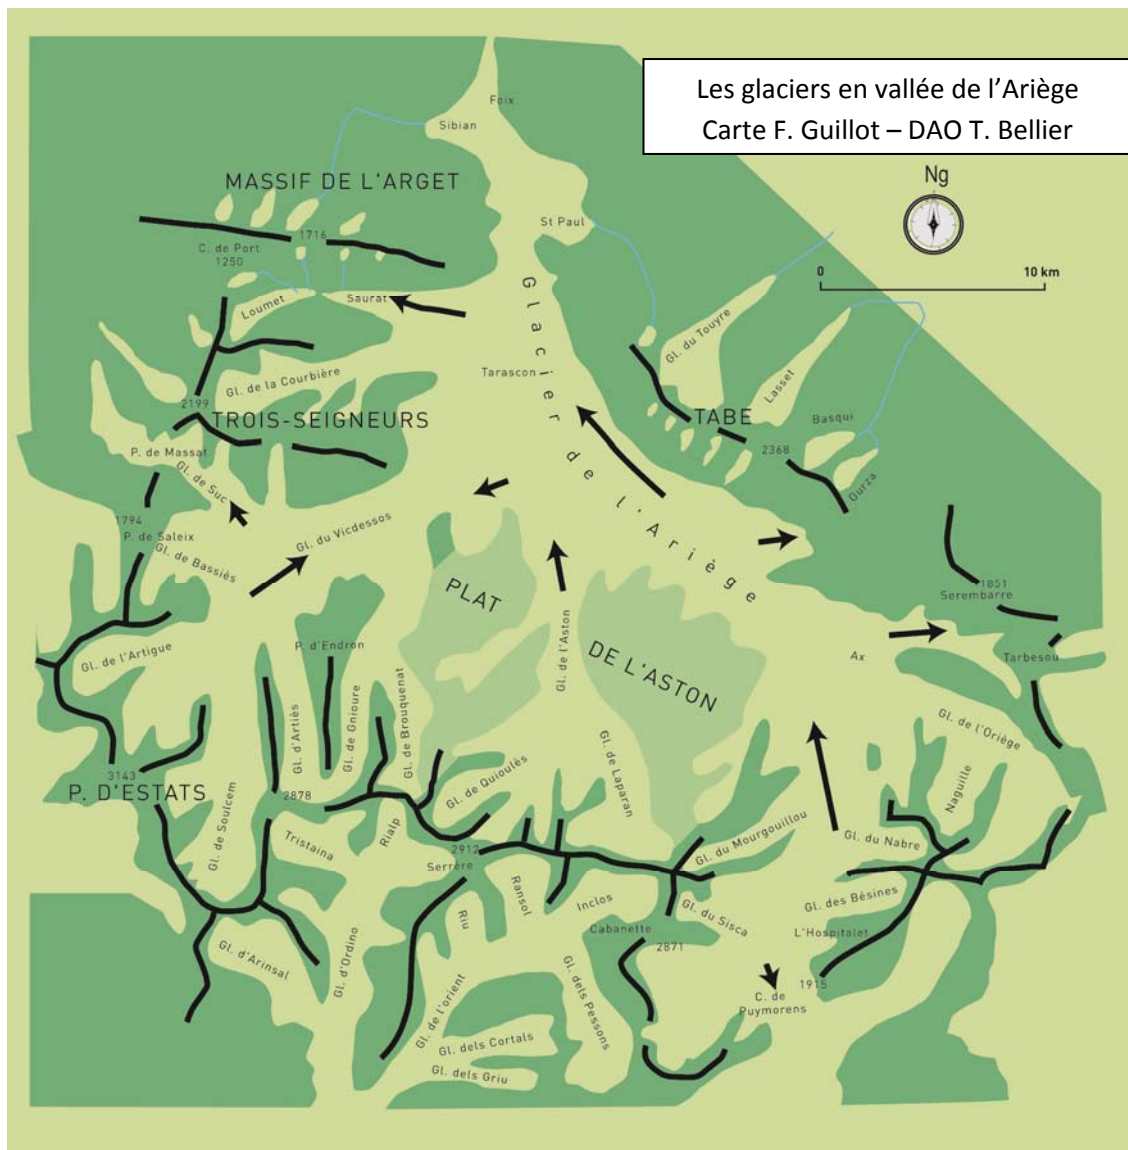 Les glaciers en vallée de l'Ariège
Carte F. Guillot – DAO T. Bellier
Foix
Sibian
Ng
MASSIF DE L'ARGET
St Paul
1716
C. de Port
1250
0
10 km
Loumet
Saurat
Glacier de l'Ariège
Gl. du Touyre
Tarascon
Lasset
Gl. de la Courbière
2199
TROIS-SEIGNEURS
TABE
Basqui
2368
P. de Massat
Gl. de Suc
Ourza
1794
P. de Saleix
Gl. du Vicdessos
Gl. de Bassiès
1851
Serembarre
PLAT
DE L'ASTON
Gl. de l'Aston
P. d'Endron
Gl. de l'Artigue
Ax
Tarbesou
Gl. d'Artiès
Gl. de Gnioure
Gl. de Brouquenat
Gl. de l'Oriège
Gl. de Quioulès
Gl. de Laparan
Naguille
3143
P. D'ESTATS
2878
Gl. de Soulcem
Tristaina
Rialp
2912
Serrère
Gl. du Mourgouillou
Gl. du Nabre
Ransol
Inclos
Gl. des Bésines
Riu
Gl. du Sisca
Cabanette
2871
L'Hospitalet
Gl. d'Arinsal
Gl. d'Ordino
Gl. de l'orient
Gl. dels Pessons
1915
C. de
Puymorens
Gl. dels Cortals
Gl. dels Griu